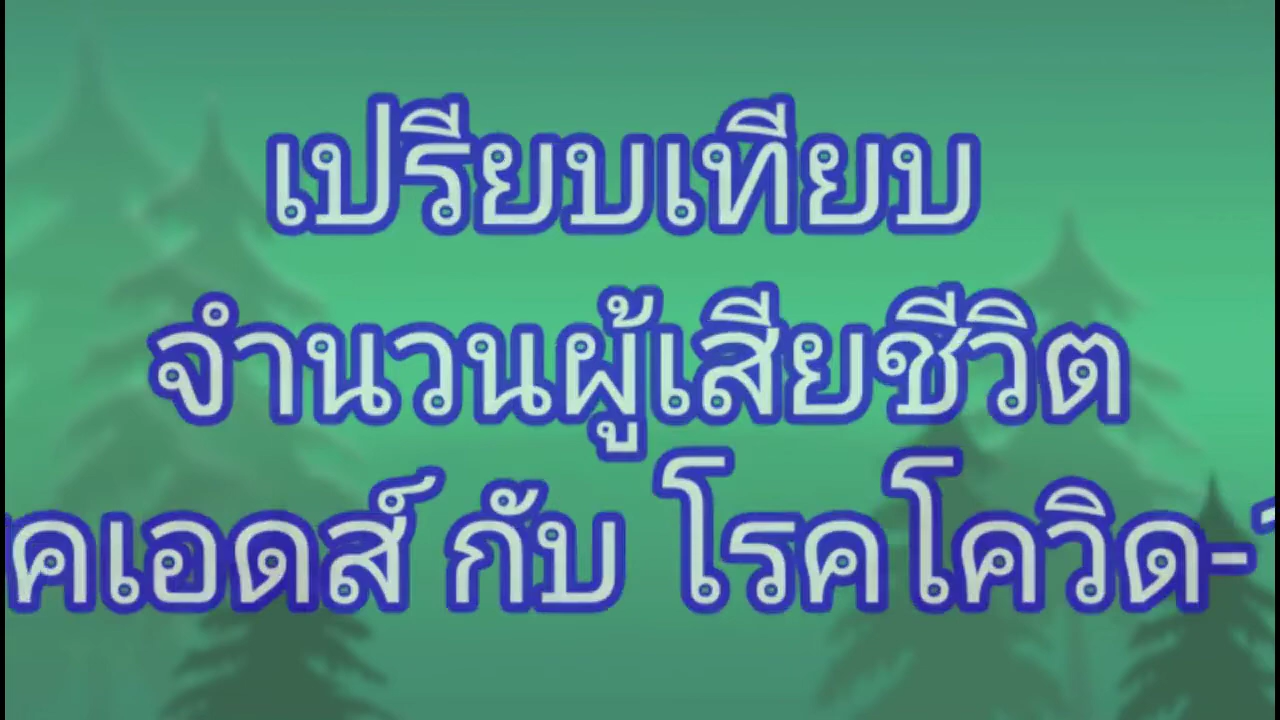 เปรียบเทียบ
จำนวนผู้เสียชีวิต
คเอดส์ กับ โรคโควิด-